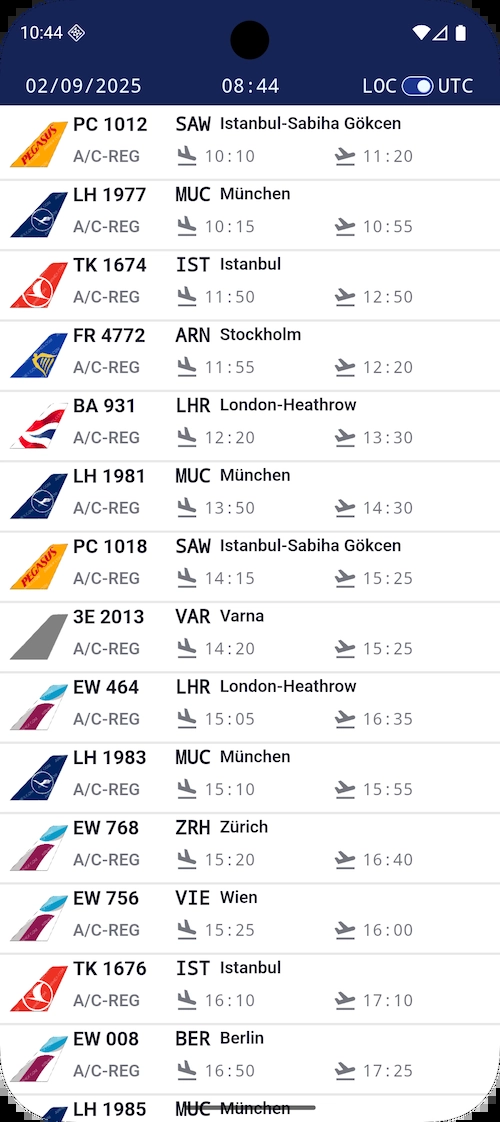 10:44
02/09/2025 08:44 LOC UTC
PC 1012 SAW Istanbul-Sabiha Gökcen
PEGASUS
A/C-REG 10:10 11:20
LH 1977 MUC München
A/C-REG 10:15 10:55
TK 1674 IST Istanbul
A/C-REG 11:50 12:50
FR 4772 ARN Stockholm
A/C-REG 11:55 12:20
BA 931 LHR London-Heathrow
A/C-REG 12:20 13:30
LH 1981 MUC München
A/C-REG 13:50 14:30
PC 1018 SAW Istanbul-Sabiha Gökcen
PEGASUS
A/C-REG 14:15 15:25
3E 2013 VAR Varna
A/C-REG 14:20 15:25
EW 464 LHR London-Heathrow
A/C-REG 15:05 16:35
LH 1983 MUC München
A/C-REG 15:10 15:55
EW 768 ZRH Zürich
A/C-REG 15:20 16:40
EW 756 VIE Wien
A/C-REG 15:25 16:00
TK 1676 IST Istanbul
A/C-REG 16:10 17:10
EW 008 BER Berlin
A/C-REG 16:50 17:25
LH 1985 MUC München